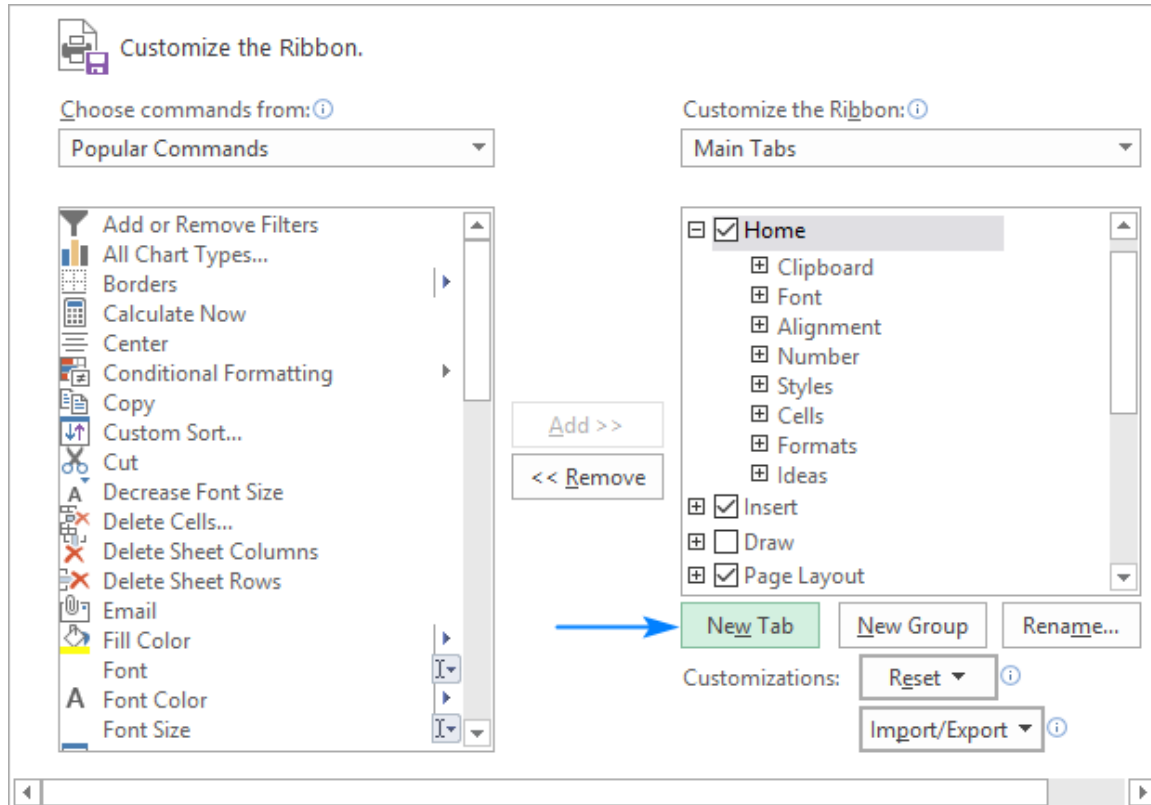 Customize the Ribbon.
Choose commands from:
Customize the Ribbon:
Popular Commands
Main Tabs
Add or Remove Filters
All Chart Types...
Borders
Calculate Now
Center
Conditional Formatting
Copy
Custom Sort...
Cut
Decrease Font Size
Delete Cells...
Delete Sheet Columns
Delete Sheet Rows
Email
Fill Color
Font
Font Color
Font Size
Add >>
<< Remove
Home
Clipboard
Font
Alignment
Number
Styles
Cells
Formats
Ideas
Insert
Draw
Page Layout
New Tab
New Group
Rename...
Customizations:
Reset
Import/Export